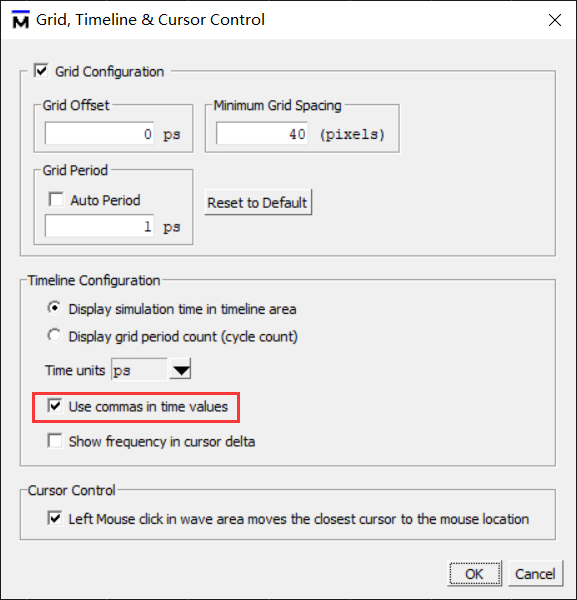 Grid, Timeline & Cursor Control
Grid Configuration
Grid Offset
0 ps
Minimum Grid Spacing
40 (pixels)
Grid Period
Auto Period
1 ps
Reset to Default
Timeline Configuration
Display simulation time in timeline area
Display grid period count (cycle count)
Time units ps
Use commas in time values
Show frequency in cursor delta
Cursor Control
Left Mouse click in wave area moves the closest cursor to the mouse location
OK Cancel